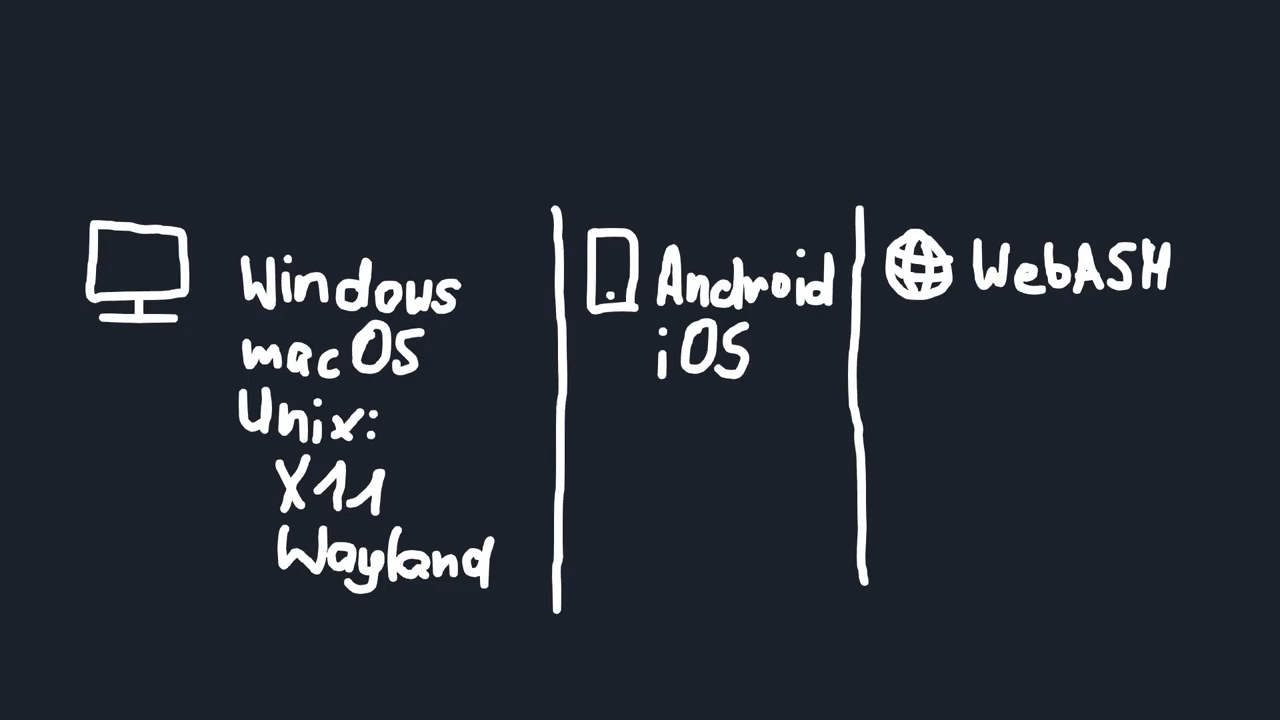 Windows
macOS
Unix:
X11
Wayland
Android
iOS
WebASH